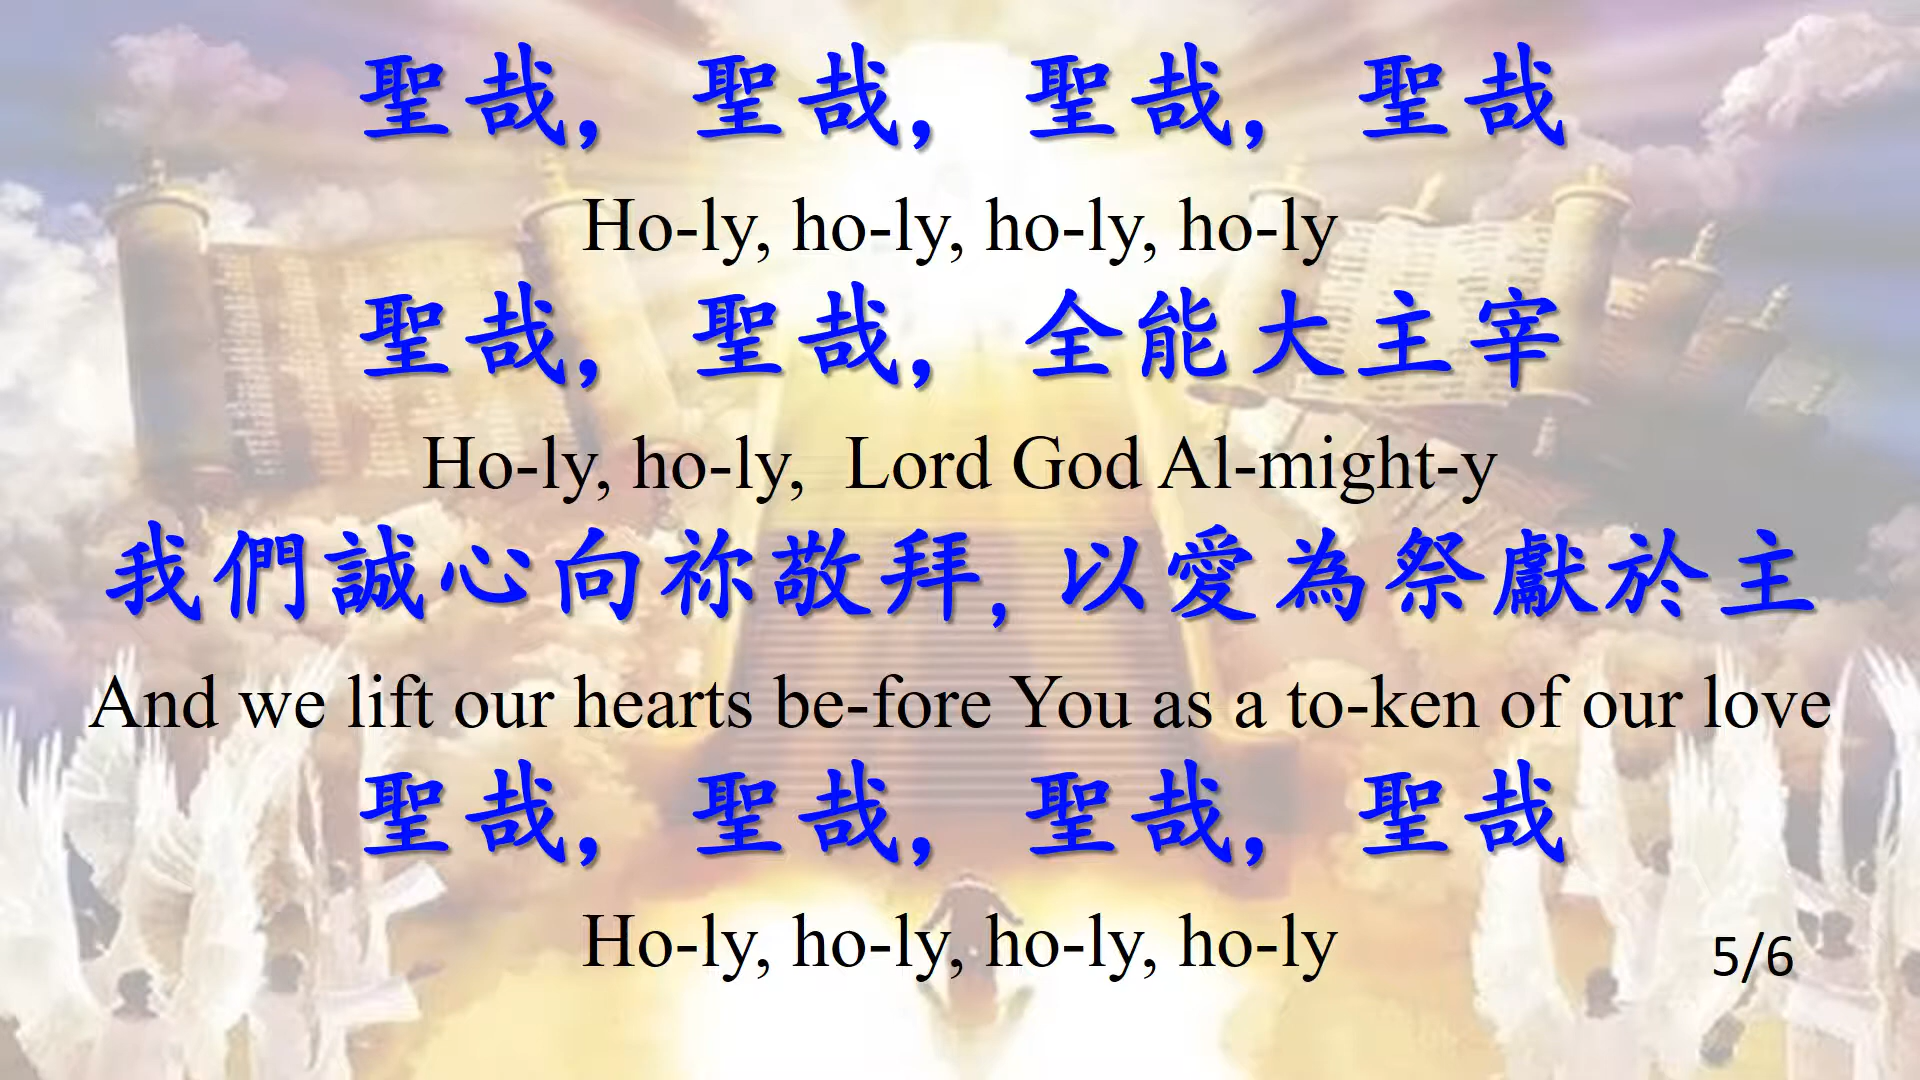 聖哉, 聖哉, 聖哉, 聖哉
Ho-ly, ho-ly, ho-ly, ho-ly
聖哉, 聖哉, 全能大主宰
Ho-ly, ho-ly, Lord God Al-might-y
我們誠心向祢敬拜, 以愛為祭獻於主
And we lift our hearts be-fore You as a to-ken of our love
聖哉, 聖哉, 聖哉, 聖哉
Ho-ly, ho-ly, ho-ly, ho-ly
5/6